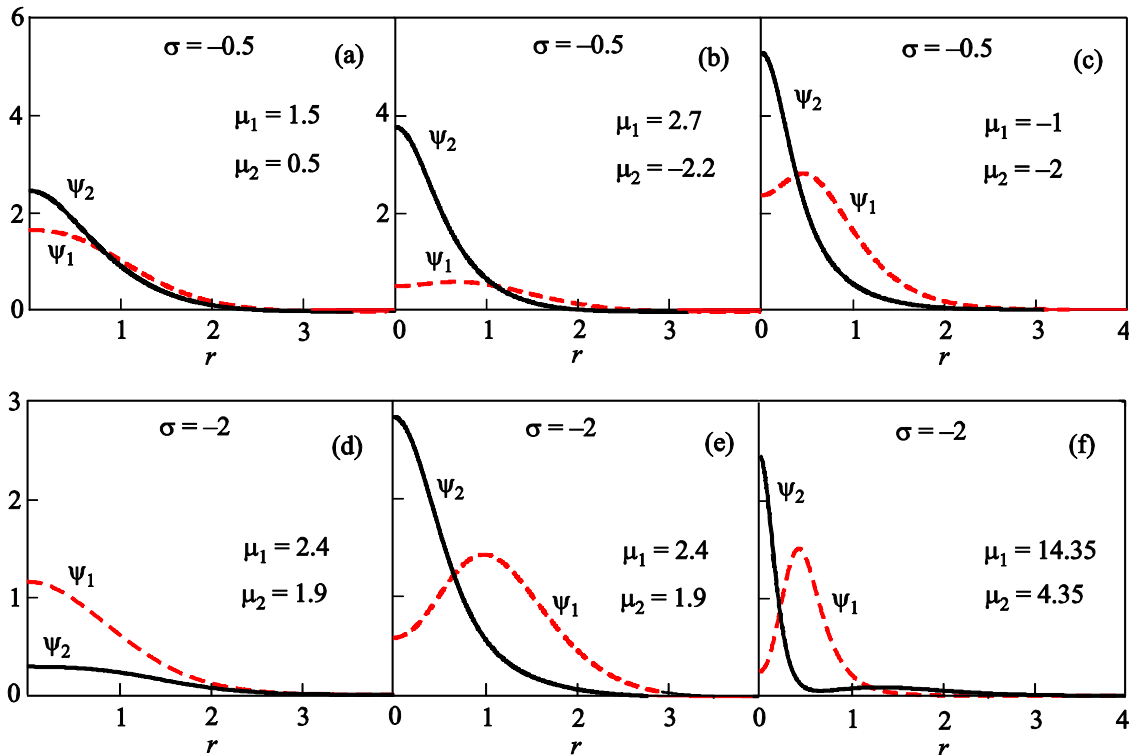 6
4
2
0
σ = –0.5
(a)
μ₁ = 1.5
μ₂ = 0.5
ψ₂
ψ₁
1 2 3
r
σ = –0.5
(b)
4
2
μ₁ = 2.7
μ₂ = –2.2
ψ₂
ψ₁
0 1 2 3
r
σ = –0.5
(c)
μ₁ = –1
μ₂ = –2
ψ₂
ψ₁
0 1 2 3 4
r
3
2
1
0
σ = –2
(d)
μ₁ = 2.4
μ₂ = 1.9
ψ₁
ψ₂
1 2 3
r
σ = –2
(e)
μ₁ = 2.4
μ₂ = 1.9
ψ₂
ψ₁
0 1 2 3
r
σ = –2
(f)
μ₁ = 14.35
μ₂ = 4.35
ψ₂
ψ₁
0 1 2 3 4
r